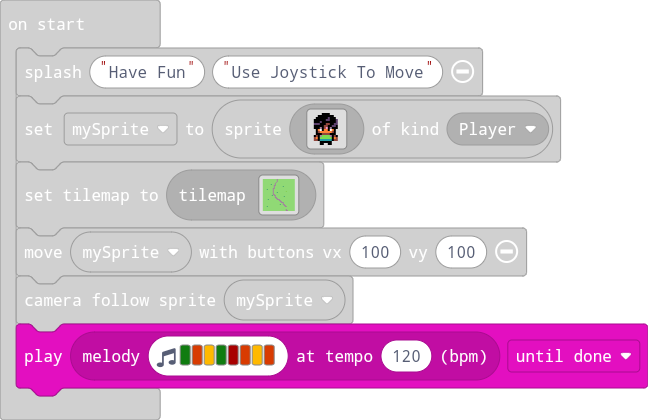 on start
splash "Have Fun" "Use Joystick To Move"
set mySprite to sprite of kind Player
set tilemap to tilemap
move mySprite with buttons vx 100 vy 100
camera follow sprite mySprite
play melody at tempo 120 (bpm) until done